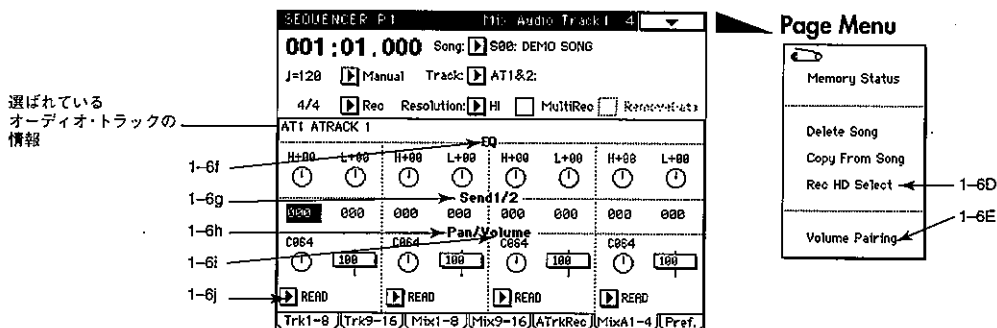 SEQUENCER P1 Mix Audio Track1 4
001:01.000 Song: S00: DEMO SONG
♩=120 Manual Track: AT1&2:
4/4 Rec Resolution: HI MultiRec
選ばれている
オーディオ・トラックの
情報
AT1 ATRACK 1
EQ
1–6f
H+00 L+00 H+00 L+00 H+00 L+00 H+00 L+00
1–6g
Send1/2
000 000 000 000 000 000 000 000
1–6h
Pan/Volume
C064 C064 C064 C064
1–6i
100 100 100 100
1–6j
READ READ READ READ
Trk1-8 Trk9-16 Mix1-8 Mix9-16 ATrkRec MixA1-4 Pref.
Page Menu
Memory Status
Delete Song
Copy From Song
Rec HD Select
1–6D
1–6E
Volume Pairing